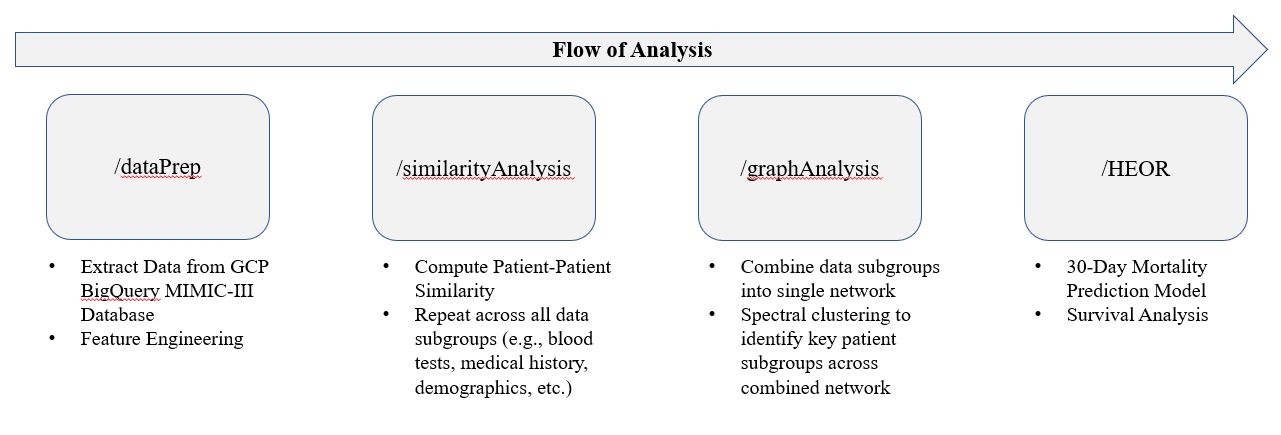 Flow of Analysis
/dataPrep
/similarityAnalysis
/graphAnalysis
/HEOR
• Extract Data from GCP
BigQuery MIMIC-III
Database
• Feature Engineering
• Compute Patient-Patient
Similarity
• Repeat across all data
subgroups (e.g., blood
tests, medical history,
demographics, etc.)
• Combine data subgroups
into single network
• Spectral clustering to
identify key patient
subgroups across
combined network
• 30-Day Mortality
Prediction Model
• Survival Analysis